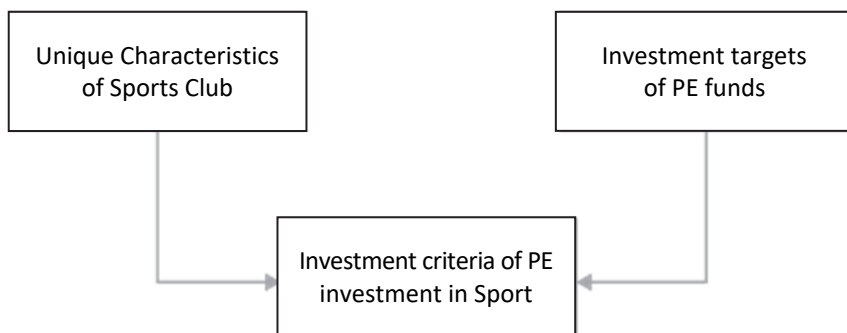 Unique Characteristics
of Sports Club
Investment targets
of PE funds
Investment criteria of PE
investment in Sport